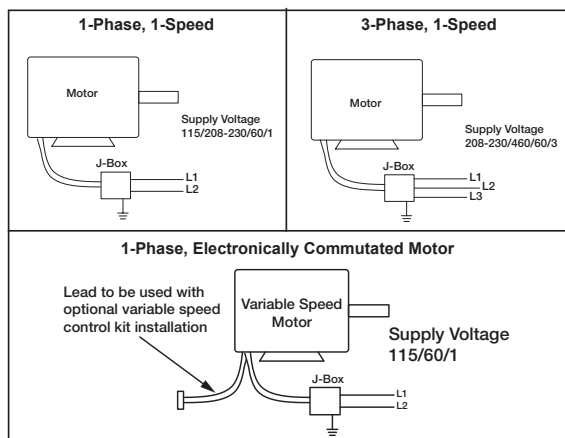 1-Phase, 1-Speed
Motor
Supply Voltage
115/208-230/60/1
J-Box
L1
L2
3-Phase, 1-Speed
Motor
Supply Voltage
208-230/460/60/3
J-Box
L1
L2
L3
1-Phase, Electronically Commutated Motor
Lead to be used with
optional variable speed
control kit installation
Variable Speed
Motor
Supply Voltage
115/60/1
J-Box
L1
L2